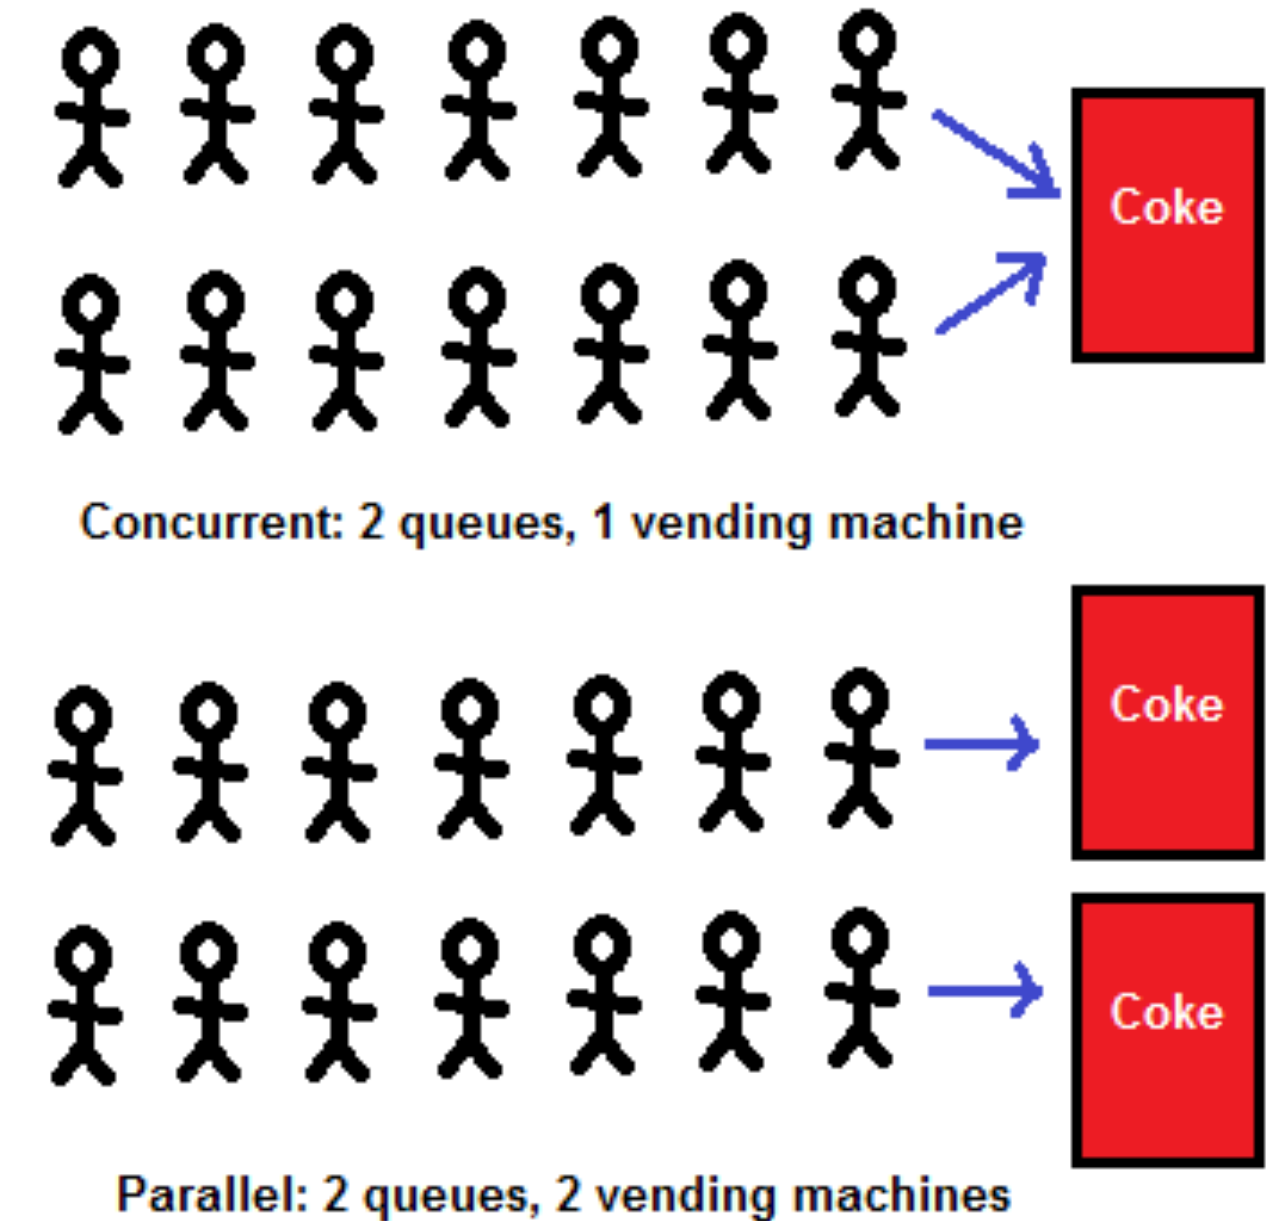 Coke
Concurrent: 2 queues, 1 vending machine
Coke
Coke
Parallel: 2 queues, 2 vending machines